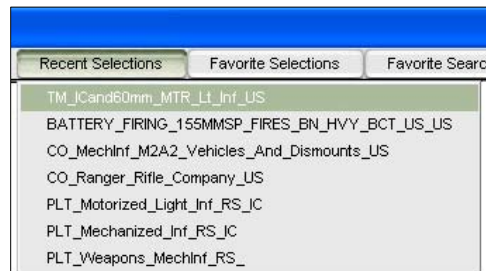 Recent Selections Favorite Selections Favorite Searc
TM_ICand60mm_MTR_Lt_Inf_US
BATTERY_FIRING_155MMSP_FIRES_BN_HVY_BCT_US_US
CO_MechInf_M2A2_Vehicles_And_Dismounts_US
CO_Ranger_Rifle_Company_US
PLT_Motorized_Light_Inf_RS_IC
PLT_Mechanized_Inf_RS_IC
PLT_Weapons_MechInf_RS_